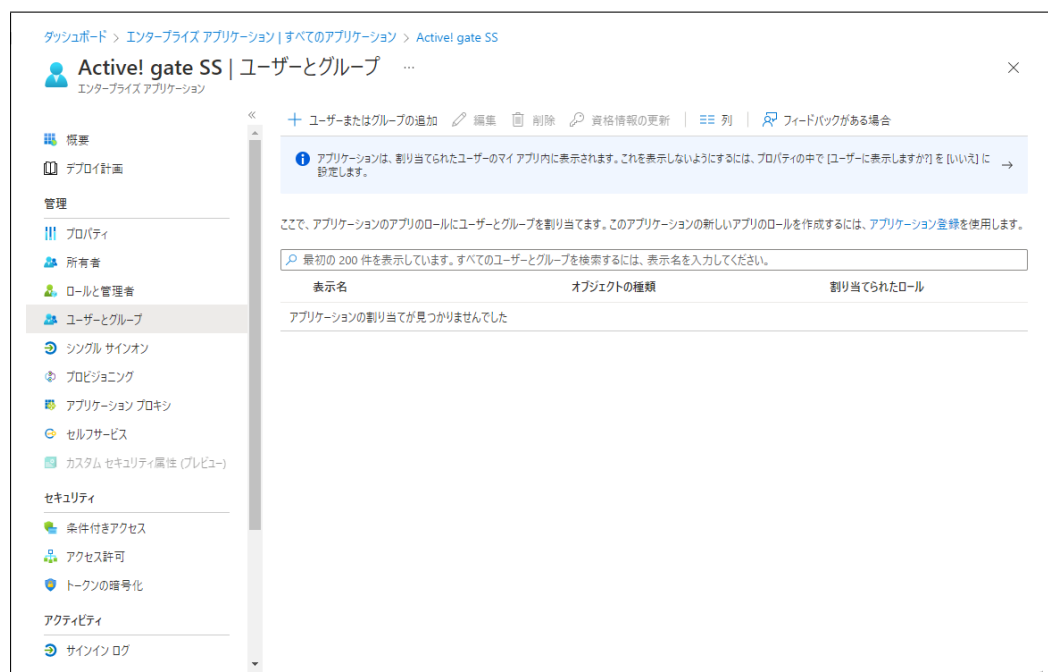 ダッシュボード > エンタープライズ アプリケーション | すべてのアプリケーション > Active! gate SS
Active! gate SS | ユーザーとグループ ...
エンタープライズ アプリケーション
概要
デプロイ計画
管理
プロパティ
所有者
ロールと管理者
ユーザーとグループ
シングル サインオン
プロビジョニング
アプリケーション プロキシ
セルフサービス
カスタム セキュリティ属性 (プレビュー)
セキュリティ
条件付きアクセス
アクセス許可
トークンの暗号化
アクティビティ
サインイン ログ
ユーザーまたはグループの追加 編集 削除 資格情報の更新 | 列 | フィードバックがある場合
アプリケーションは、割り当てられたユーザーのマイ アプリ内に表示されます。これを表示しないようにするには、プロパティの中で [ユーザーに表示しますか?] を [いいえ] に
設定します。
ここで、アプリケーションのアプリのロールにユーザーとグループを割り当てます。このアプリケーションの新しいアプリのロールを作成するには、アプリケーション登録を使用します。
最初の 200 件を表示しています。すべてのユーザーとグループを検索するには、表示名を入力してください。
表示名 オブジェクトの種類 割り当てられたロール
アプリケーションの割り当てが見つかりませんでした